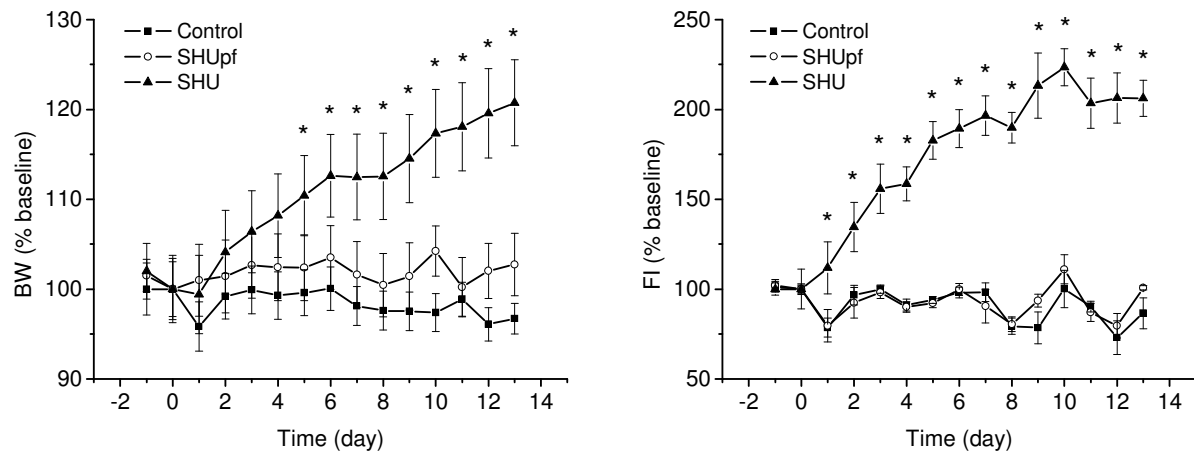 Control
SHUpf
SHU
* * * * * * * * *
130
120
110
100
90
BW (% baseline)
-2 0 2 4 6 8 10 12 14
Time (day)
Control
SHUpf
SHU
* * * * * * * * * * * * *
250
200
150
100
50
FI (% baseline)
-2 0 2 4 6 8 10 12 14
Time (day)